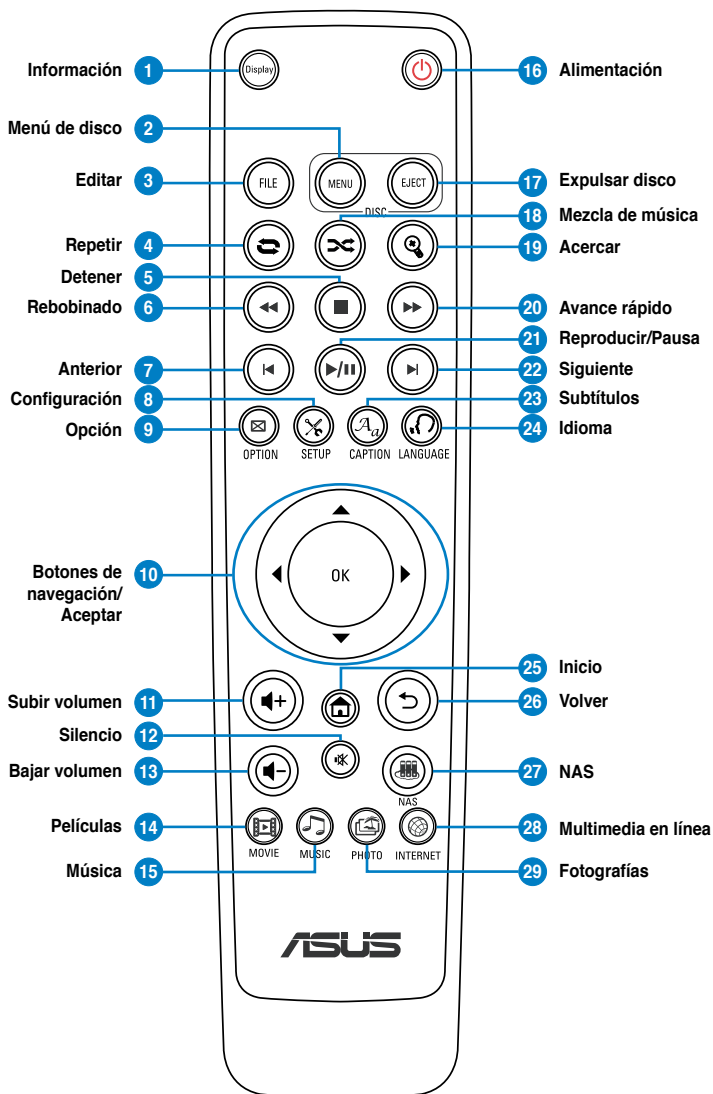 Información 1
Display
16 Alimentación
Menú de disco 2
Editar 3
FILE
MENU
EJECT
17 Expulsar disco
DISC
18 Mezcla de música
Repetir 4
19 Acercar
Detener 5
Rebobinado 6
20 Avance rápido
21 Reproducir/Pausa
Anterior 7
22 Siguiente
Configuración 8
23 Subtítulos
Opción 9
Aa
24 Idioma
OPTION
SETUP
CAPTION
LANGUAGE
10
Botones de
navegación/
Aceptar
OK
25 Inicio
Subir volumen 11
26 Volver
Silencio 12
Bajar volumen 13
27 NAS
NAS
Películas 14
28 Multimedia en línea
MOVIE
MUSIC
PHOTO
INTERNET
Música 15
29 Fotografías
ASUS